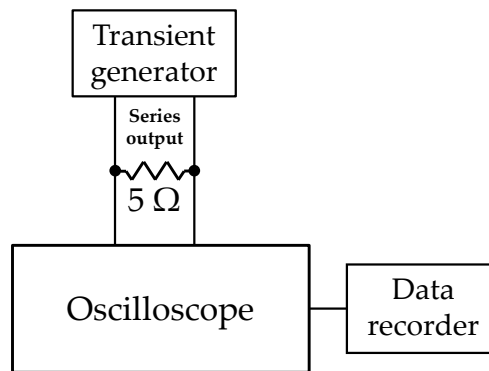 Transient
generator
Series
output
5 Ω
Oscilloscope
Data
recorder